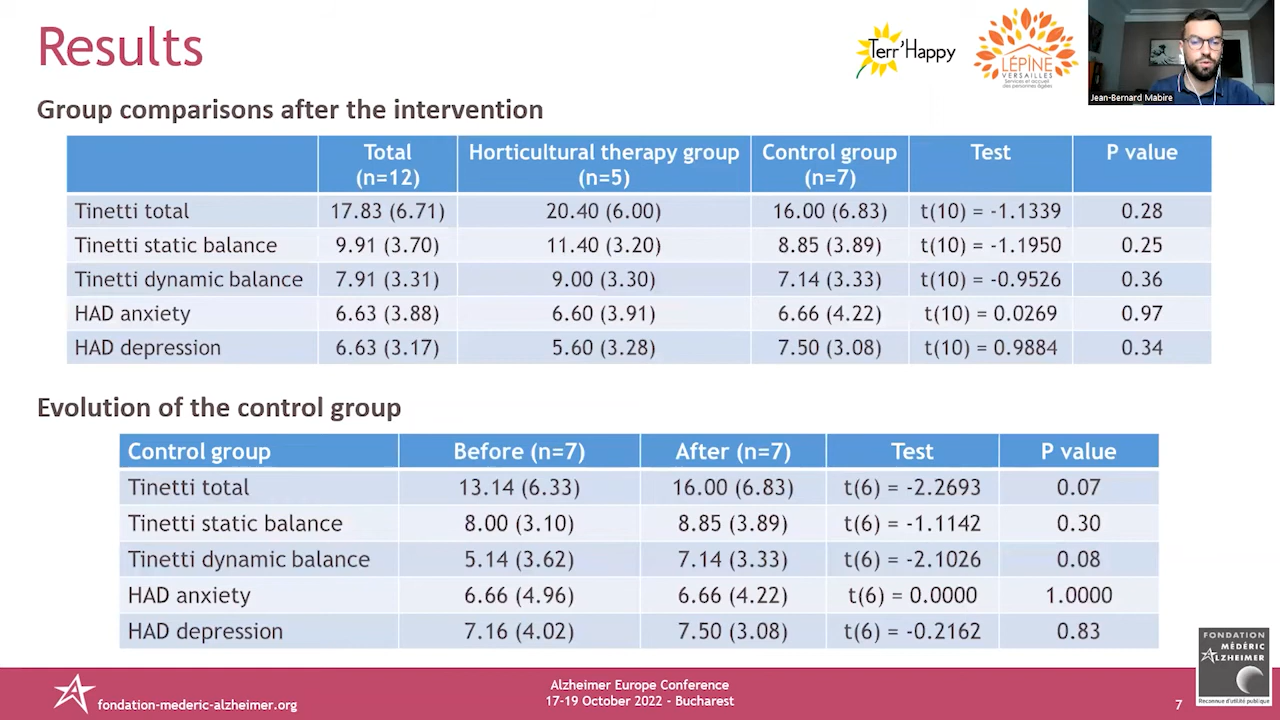 Results
Terr'Happy
LÉPINE
VERSAILLES
Services et accueil
des personnes âgées
Jean-Bernard Mabire
Group comparisons after the intervention
Total (n=12) Horticultural therapy group (n=5) Control group (n=7) Test P value
Tinetti total 17.83 (6.71) 20.40 (6.00) 16.00 (6.83) t(10) = -1.1339 0.28
Tinetti static balance 9.91 (3.70) 11.40 (3.20) 8.85 (3.89) t(10) = -1.1950 0.25
Tinetti dynamic balance 7.91 (3.31) 9.00 (3.30) 7.14 (3.33) t(10) = -0.9526 0.36
HAD anxiety 6.63 (3.88) 6.60 (3.91) 6.66 (4.22) t(10) = 0.0269 0.97
HAD depression 6.63 (3.17) 5.60 (3.28) 7.50 (3.08) t(10) = 0.9884 0.34
Evolution of the control group
Control group Before (n=7) After (n=7) Test P value
Tinetti total 13.14 (6.33) 16.00 (6.83) t(6) = -2.2693 0.07
Tinetti static balance 8.00 (3.10) 8.85 (3.89) t(6) = -1.1142 0.30
Tinetti dynamic balance 5.14 (3.62) 7.14 (3.33) t(6) = -2.1026 0.08
HAD anxiety 6.66 (4.96) 6.66 (4.22) t(6) = 0.0000 1.0000
HAD depression 7.16 (4.02) 7.50 (3.08) t(6) = -0.2162 0.83
FONDATION
MÉDÉRIC
ALZHEIMER
Reconnue d'utilité publique
fondation-mederic-alzheimer.org
Alzheimer Europe Conference
17-19 October 2022 - Bucharest
7